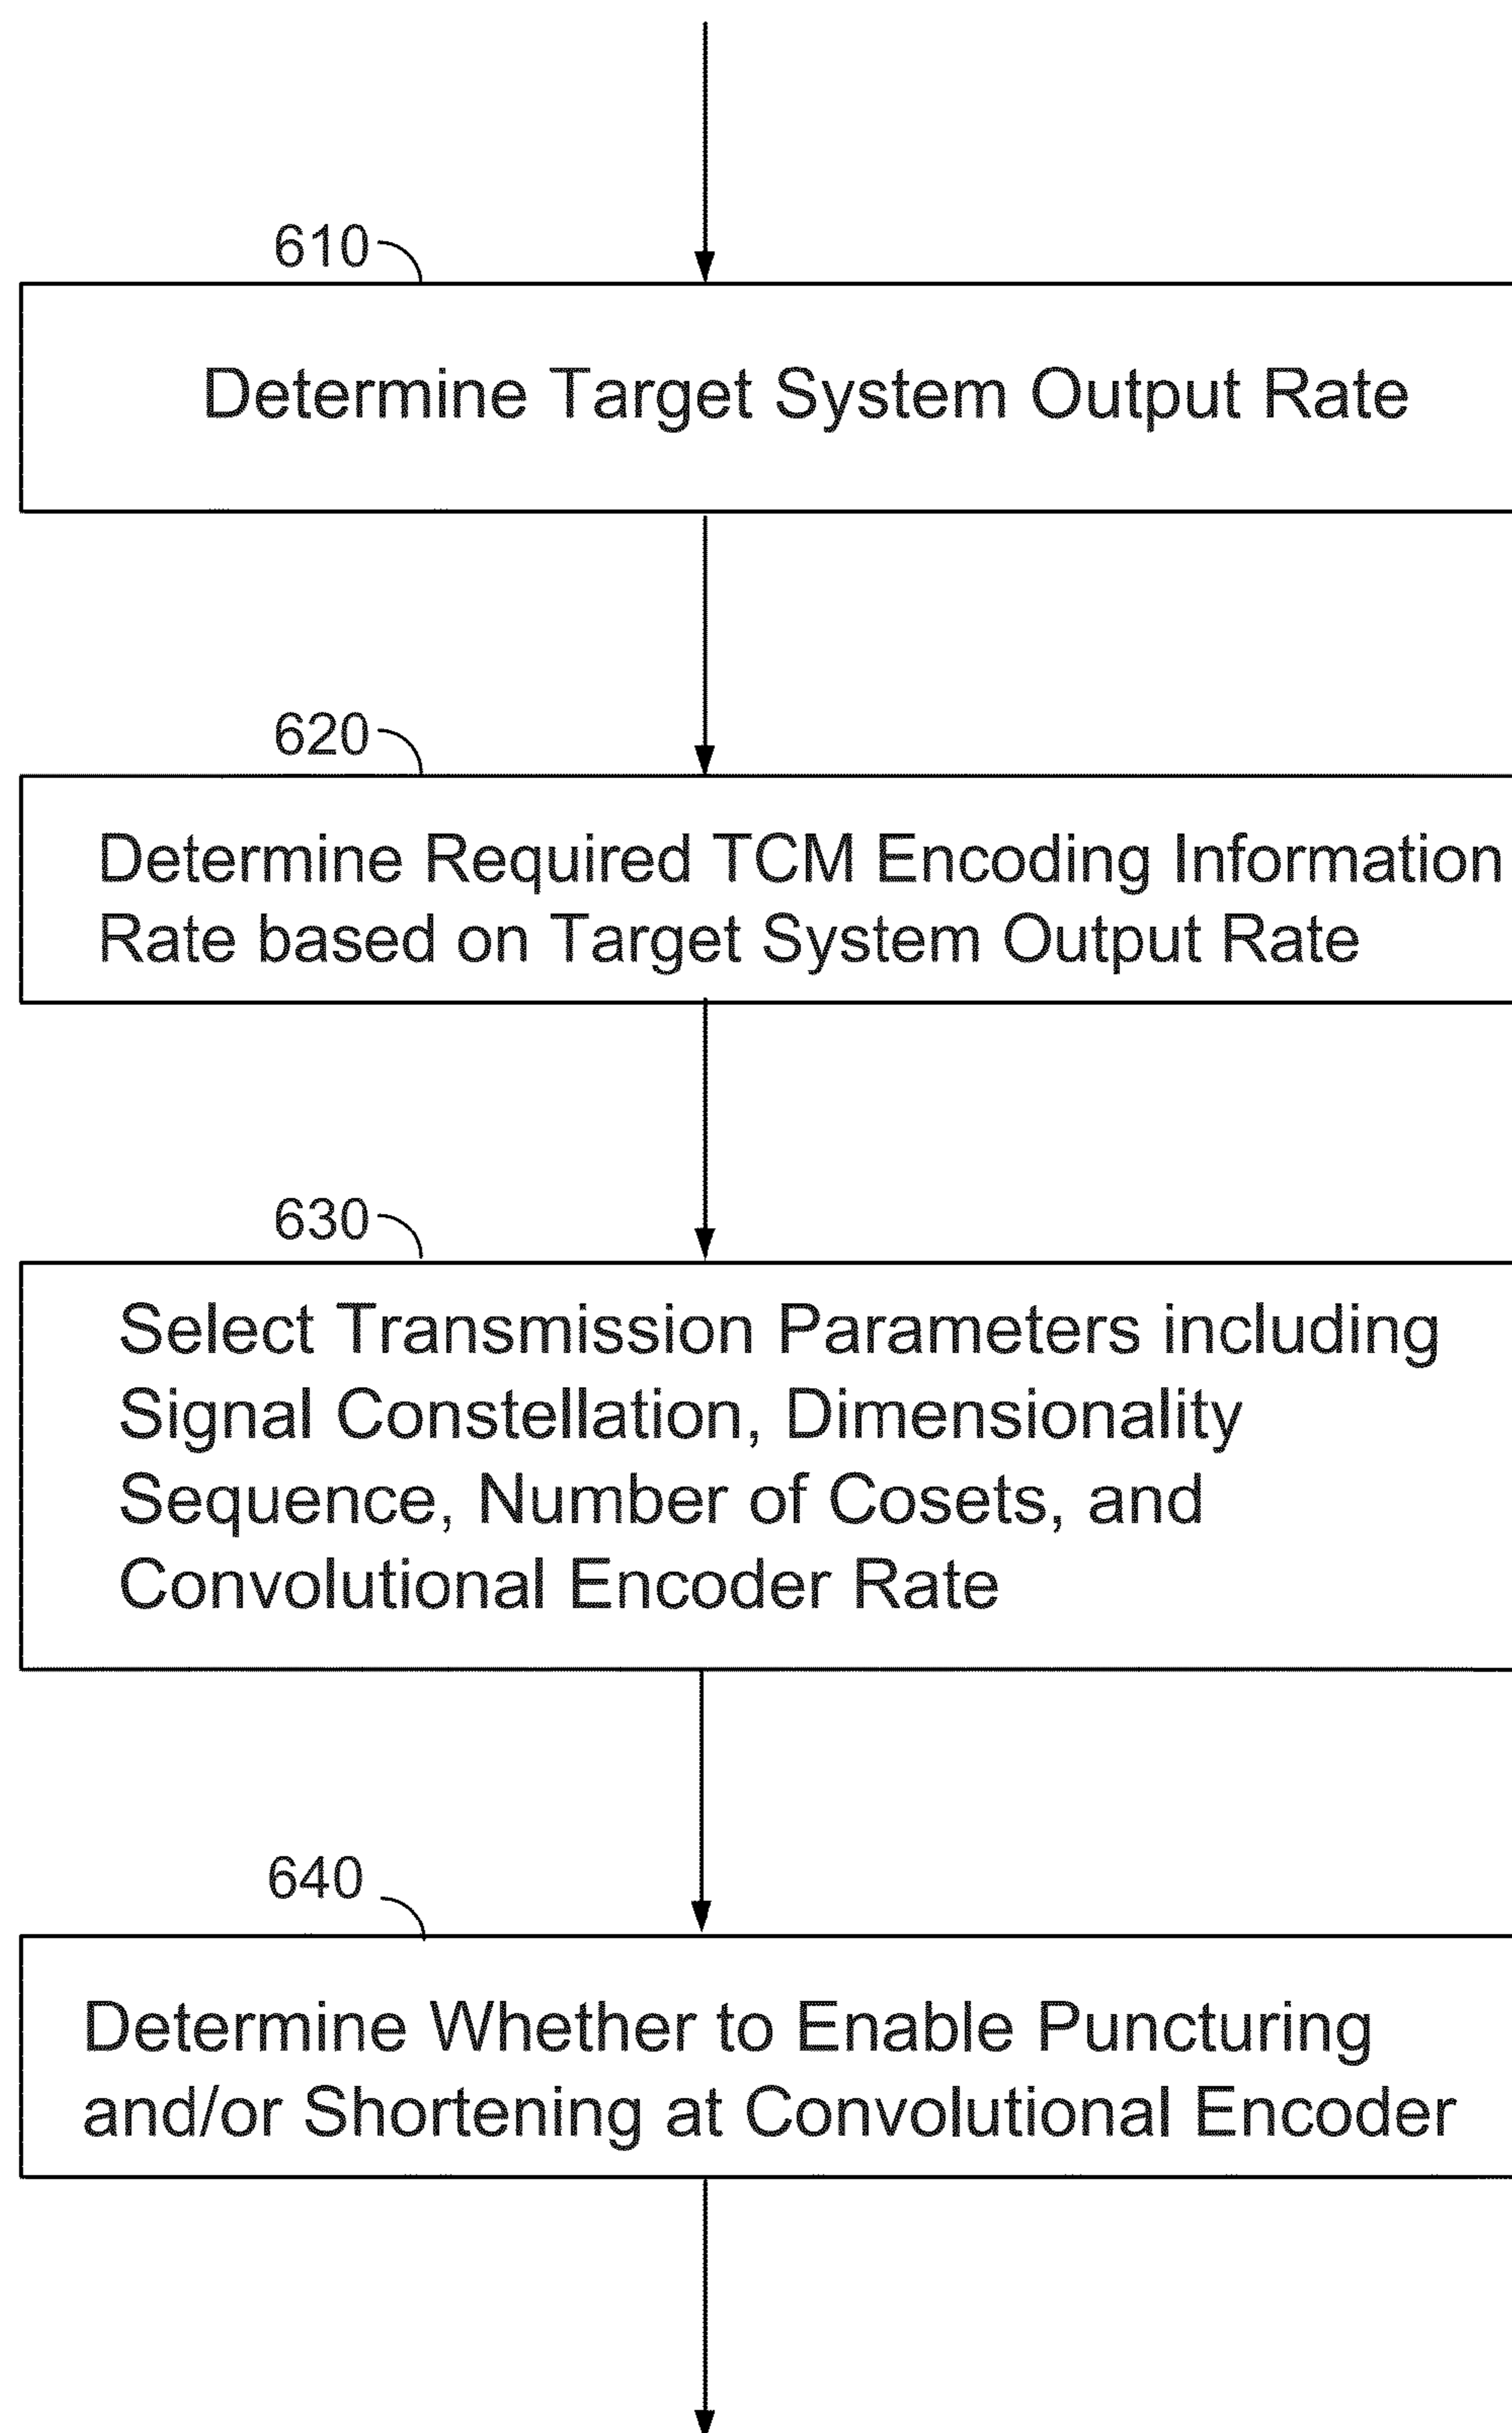 610
Determine Target System Output Rate
620
Determine Required TCM Encoding Information
Rate based on Target System Output Rate
630
Select Transmission Parameters including
Signal Constellation, Dimensionality
Sequence, Number of Cosets, and
Convolutional Encoder Rate
640
Determine Whether to Enable Puncturing
and/or Shortening at Convolutional Encoder